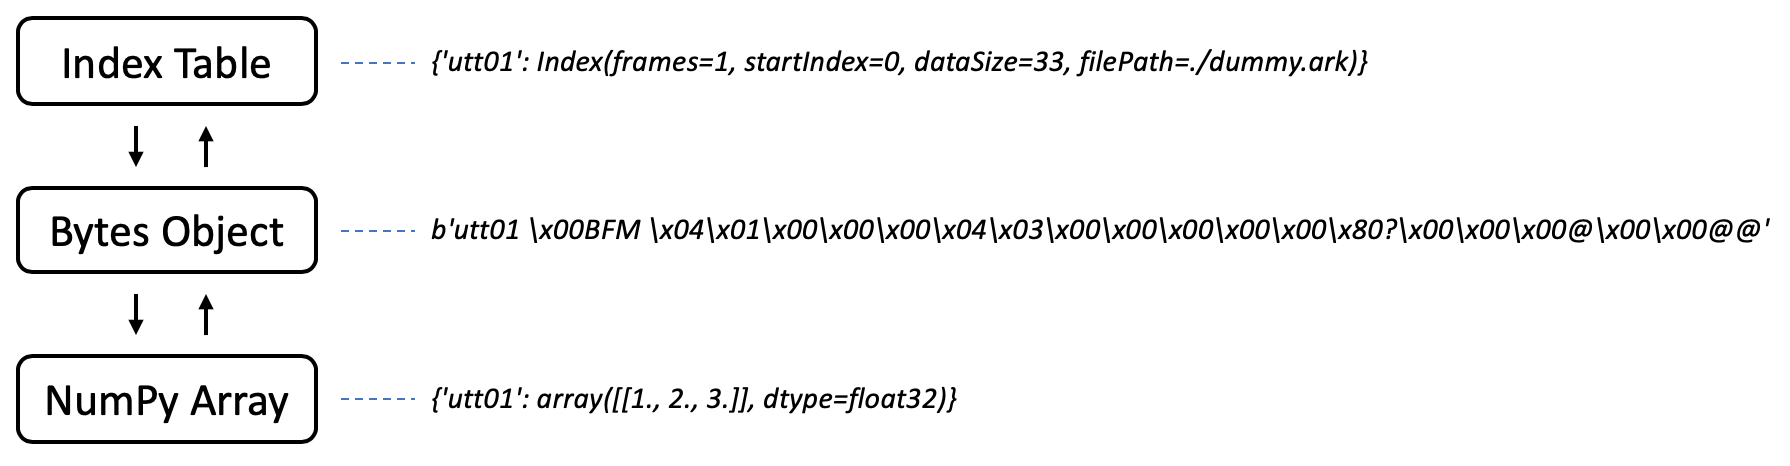 Index Table
{'utt01': Index(frames=1, startIndex=0, dataSize=33, filePath=./dummy.ark)}
Bytes Object
b'utt01 \x00BFM \x04\x01\x00\x00\x00\x04\x03\x00\x00\x00\x00\x00\x80?\x00\x00\x00@\x00\x00@@'
NumPy Array
{'utt01': array([[1., 2., 3.]], dtype=float32)}